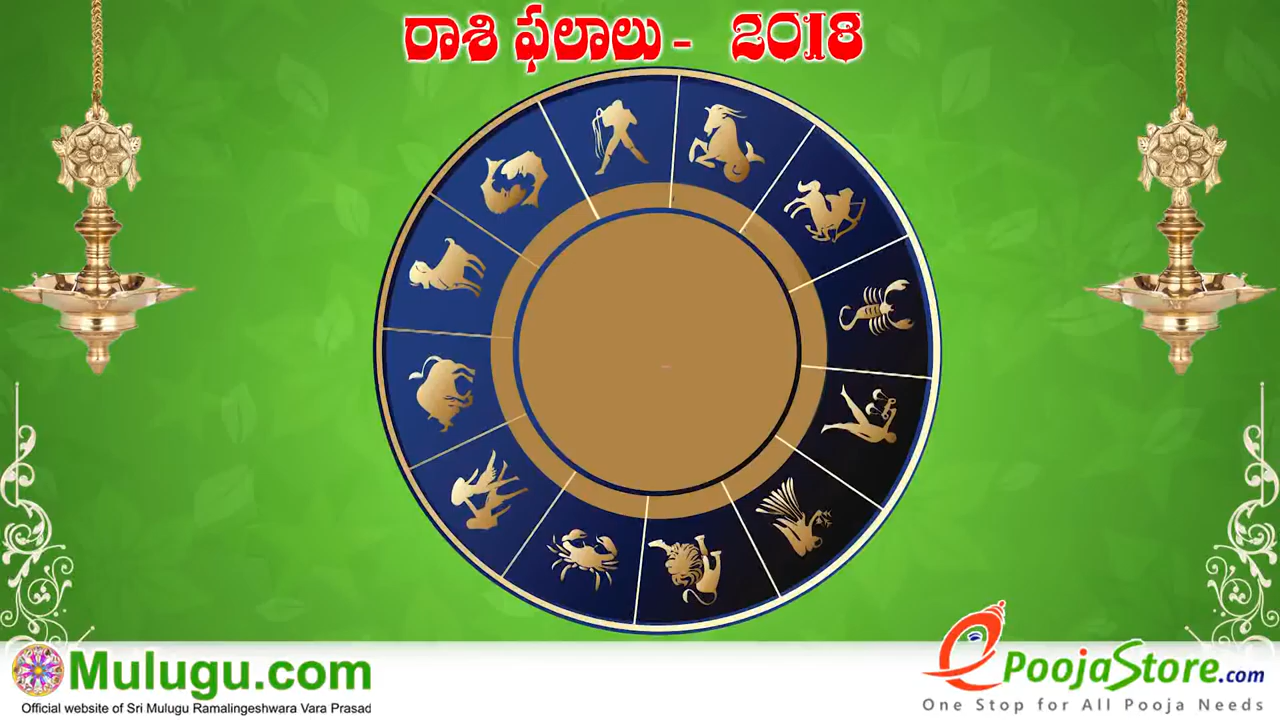 రాశి ఫలాలు - 2018
Mulugu.com
Official website of Sri Mulugu Ramalingeshwara Vara Prasad
ePoojaStore.com
One Stop for All Pooja Needs